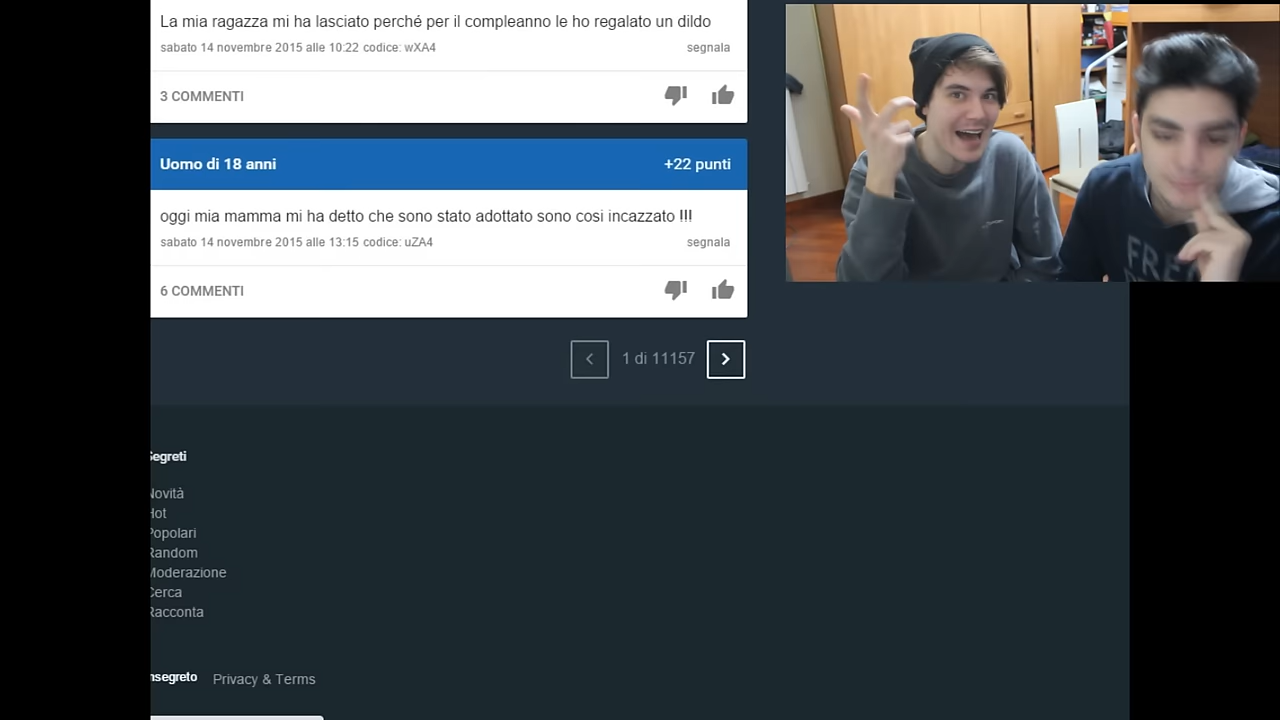 La mia ragazza mi ha lasciato perché per il compleanno le ho regalato un dildo
sabato 14 novembre 2015 alle 10:22 codice: wXA4 segnala
3 COMMENTI
Uomo di 18 anni +22 punti
oggi mia mamma mi ha detto che sono stato adottato sono cosi incazzato !!!
sabato 14 novembre 2015 alle 13:15 codice: uZA4 segnala
6 COMMENTI
1 di 11157
Segreti
Novità
Hot
Popolari
Random
Moderazione
Cerca
Racconta
nsegreto Privacy & Terms
FRE